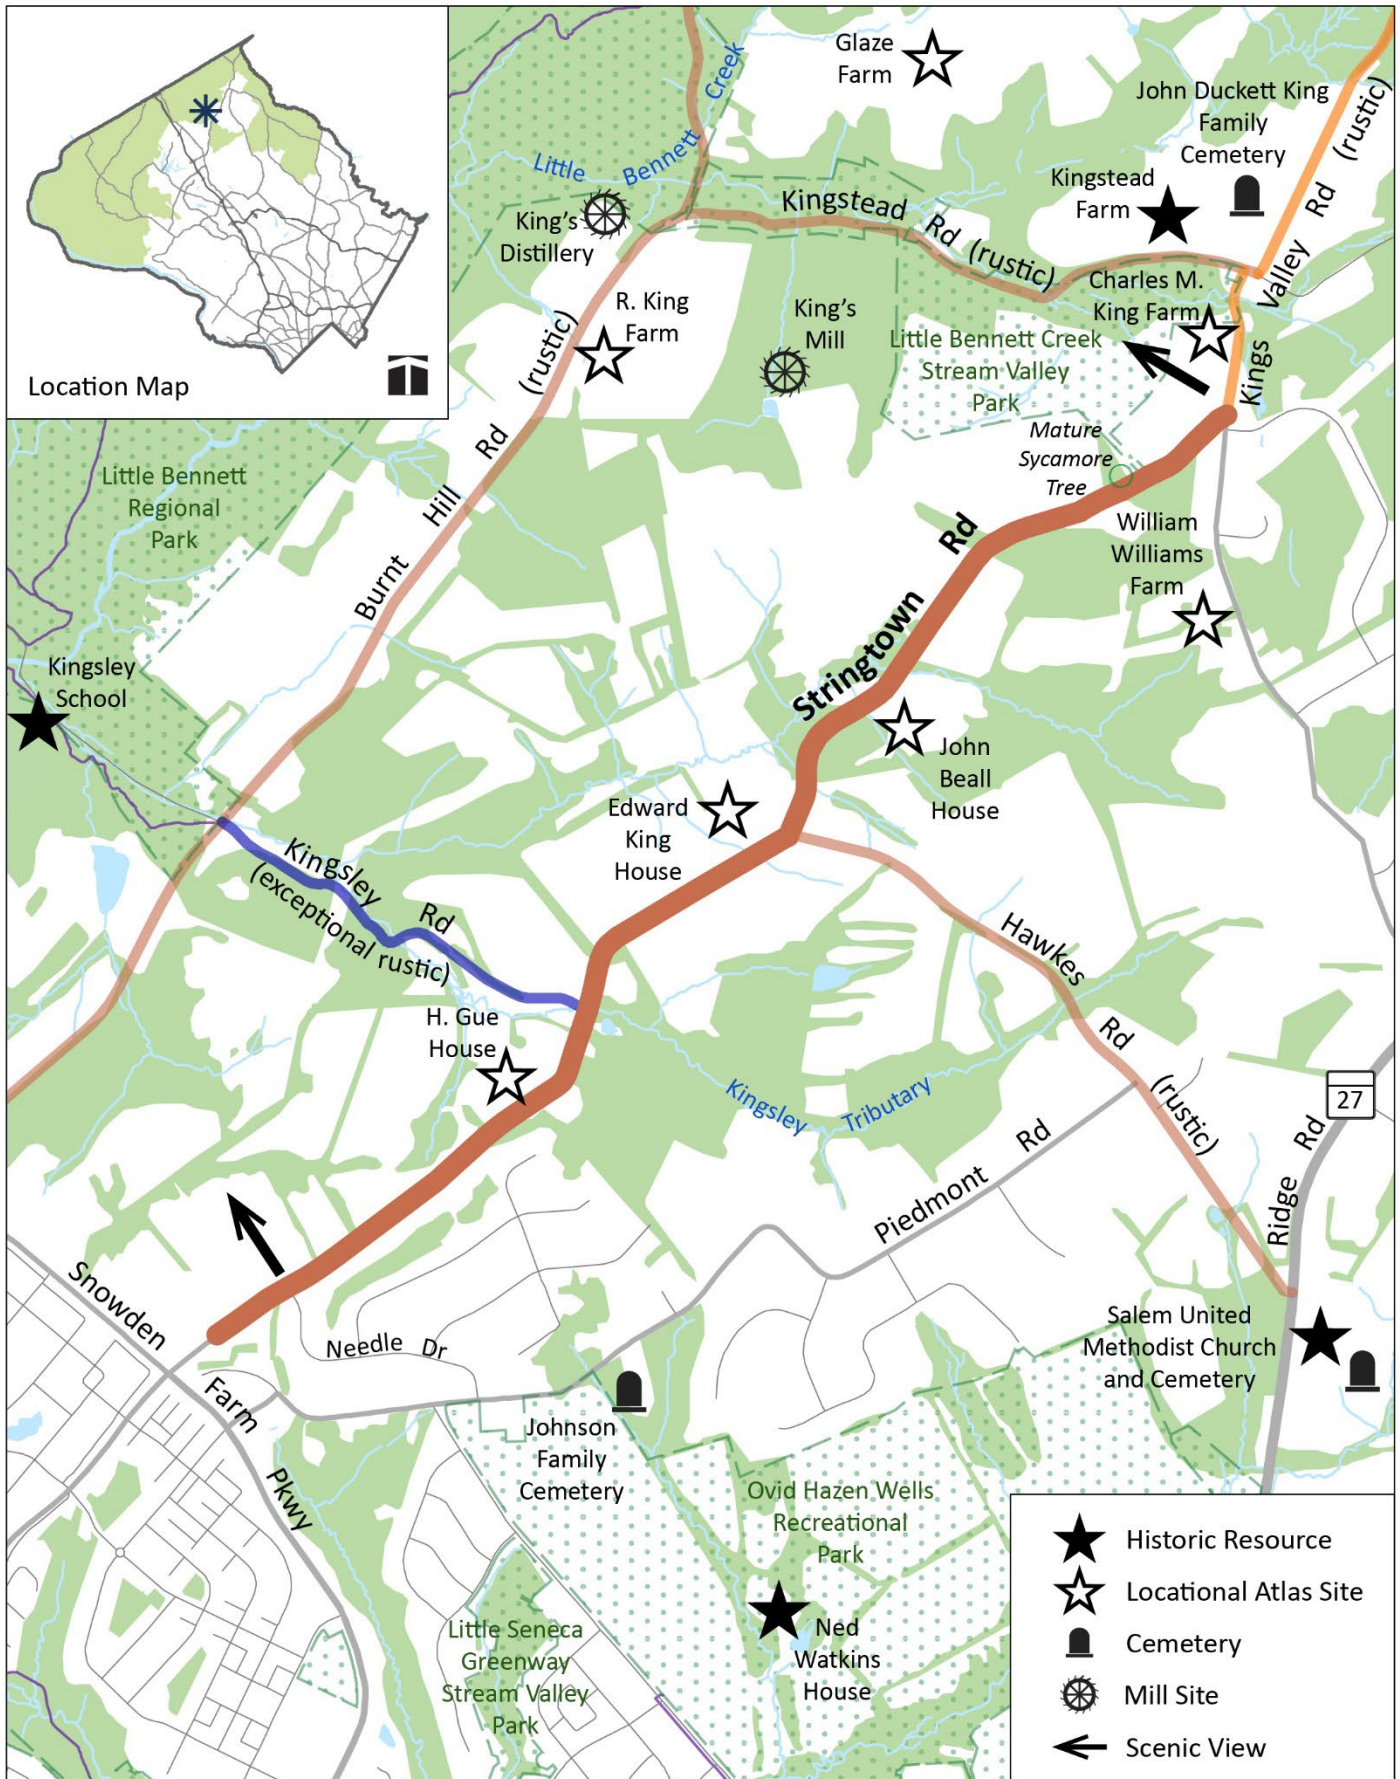 Location Map
Glaze
Farm
Little Bennett Creek
John Duckett King
Family
Cemetery
Kingstead
Farm
King's
Distillery
Kingstead Rd (rustic)
Kings Valley Rd (rustic)
Charles M.
King Farm
R. King
Farm
King's
Mill
Little Bennett Creek
Stream Valley
Park
Mature
Sycamore
Tree
Burnt Hill Rd (rustic)
Little Bennett
Regional
Park
William
Williams
Farm
Stringtown Rd
Kingsley
School
John
Beall
House
Edward
King
House
Kingsley Rd
(exceptional rustic)
Hawkes Rd (rustic)
H. Gue
House
Kingsley Tributary
27
Ridge Rd
Piedmont Rd
Snowden Farm Pkwy
Needle Dr
Salem United
Methodist Church
and Cemetery
Johnson
Family
Cemetery
Ovid Hazen Wells
Recreational
Park
Ned
Watkins
House
Little Seneca
Greenway
Stream Valley
Park
Historic Resource
Locational Atlas Site
Cemetery
Mill Site
Scenic View